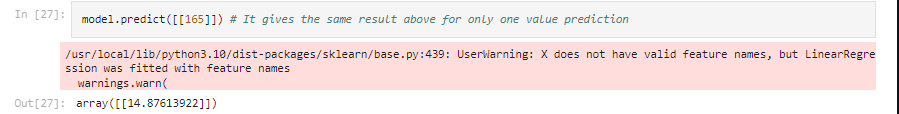 In [27]: model.predict([[165]]) # It gives the same result above for only one value prediction
/usr/local/lib/python3.10/dist-packages/sklearn/base.py:439: UserWarning: X does not have valid feature names, but LinearRegre
ssion was fitted with feature names
  warnings.warn(
Out[27]: array([[14.87613922]])